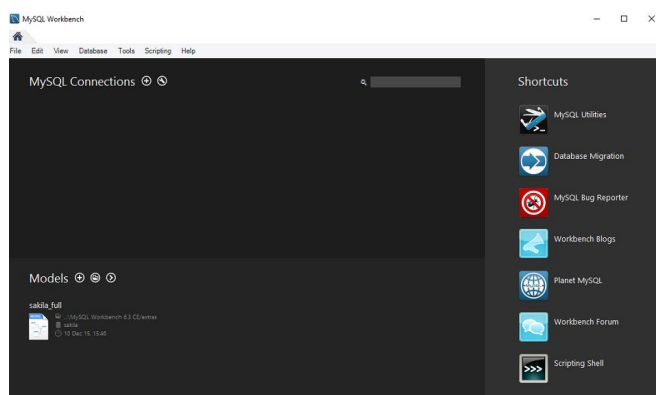 MySQL Workbench
File Edit View Database Tools Scripting Help
MySQL Connections
Shortcuts
MySQL Utilities
Database Migration
MySQL Bug Reporter
Workbench Blogs
Planet MySQL
Workbench Forum
Scripting Shell
Models
sakila_full
...\MySQL Workbench 6.3 CE/extras
sakila
10 Dec 15, 15:46